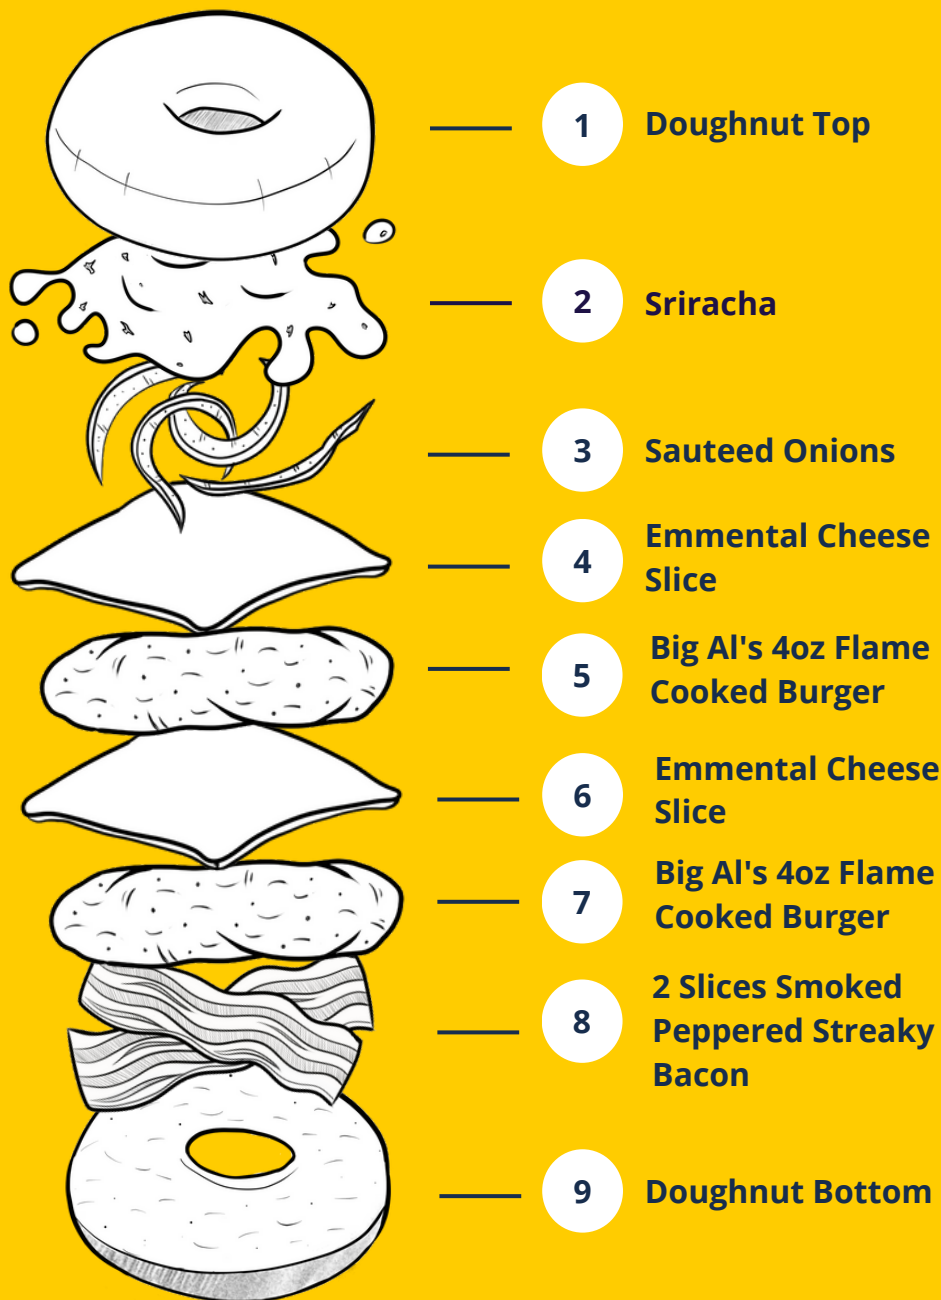 1 Doughnut Top
2 Sriracha
3 Sauteed Onions
4 Emmental Cheese
Slice
5 Big Al's 4oz Flame
Cooked Burger
6 Emmental Cheese
Slice
7 Big Al's 4oz Flame
Cooked Burger
8 2 Slices Smoked
Peppered Streaky
Bacon
9 Doughnut Bottom